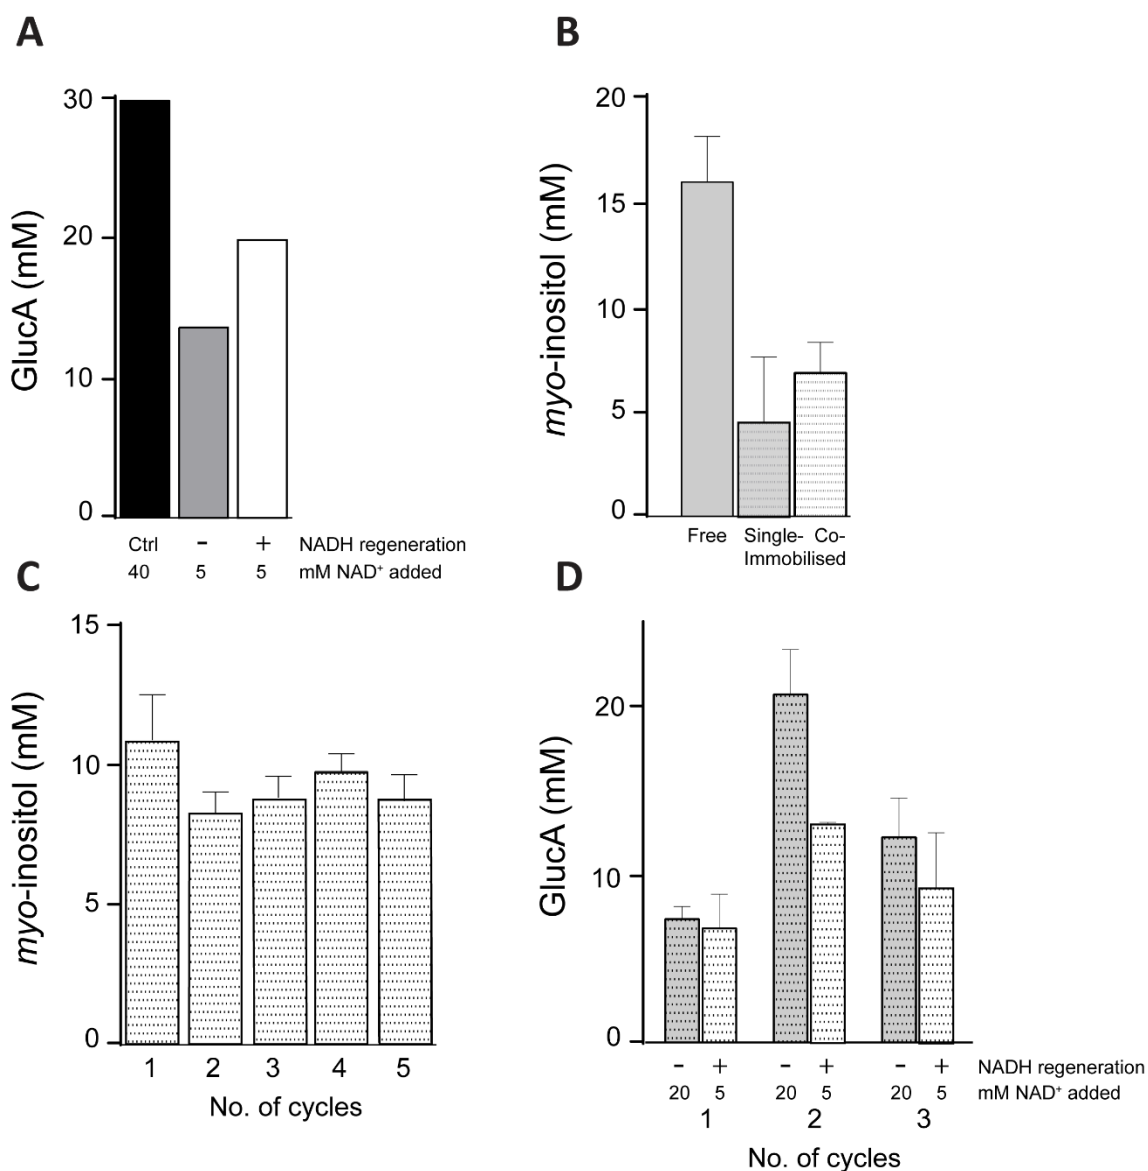 A
GlucA (mM)
30
20
10
0
Ctrl - + NADH regeneration
40 5 5 mM NAD⁺ added
B
myo-inositol (mM)
20
15
10
5
0
Free Single- Co-
Immobilised
C
myo-inositol (mM)
15
10
5
0
1 2 3 4 5
No. of cycles
D
GlucA (mM)
20
10
0
- + - + - + NADH regeneration
20 5 20 5 20 5 mM NAD⁺ added
1 2 3
No. of cycles